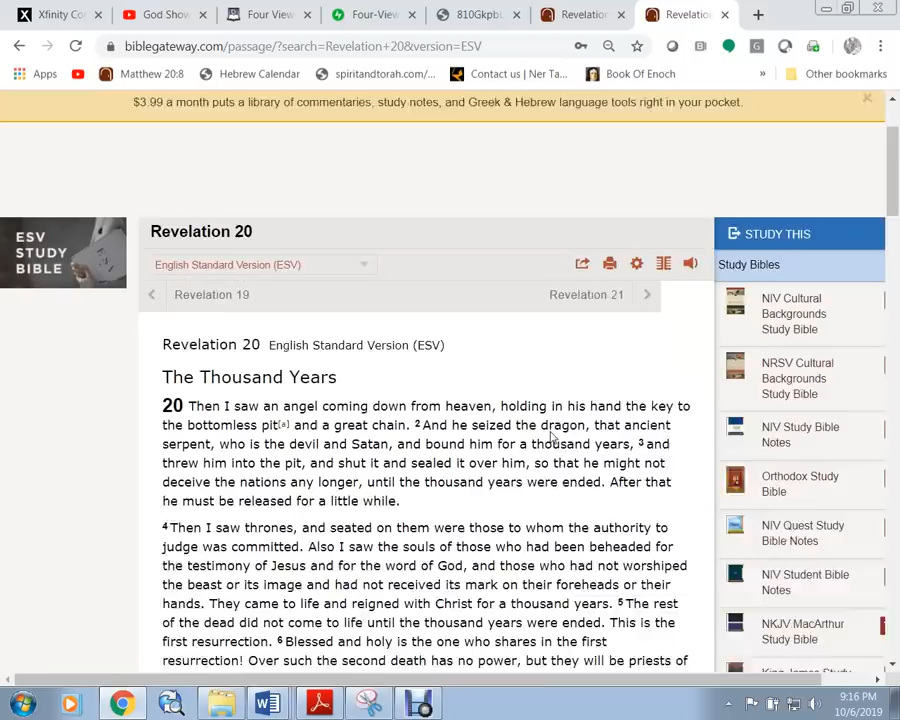 Xfinity Co
God Show
Four View
Four-View
810Gkpbl
Revelation
Revelation
biblegateway.com/passage/?search=Revelation+20&version=ESV
Apps
Matthew 20:8
Hebrew Calendar
spiritandtorah.com/...
Contact us | Ner Ta...
Book Of Enoch
»
Other bookmarks
$3.99 a month puts a library of commentaries, study notes, and Greek & Hebrew language tools right in your pocket.
ESV
STUDY
BIBLE
Revelation 20
English Standard Version (ESV)
Revelation 19
Revelation 21
Revelation 20 English Standard Version (ESV)
The Thousand Years
20 Then I saw an angel coming down from heaven, holding in his hand the key to
the bottomless pit[a] and a great chain. 2 And he seized the dragon, that ancient
serpent, who is the devil and Satan, and bound him for a thousand years, 3 and
threw him into the pit, and shut it and sealed it over him, so that he might not
deceive the nations any longer, until the thousand years were ended. After that
he must be released for a little while.
4 Then I saw thrones, and seated on them were those to whom the authority to
judge was committed. Also I saw the souls of those who had been beheaded for
the testimony of Jesus and for the word of God, and those who had not worshiped
the beast or its image and had not received its mark on their foreheads or their
hands. They came to life and reigned with Christ for a thousand years. 5 The rest
of the dead did not come to life until the thousand years were ended. This is the
first resurrection. 6 Blessed and holy is the one who shares in the first
resurrection! Over such the second death has no power, but they will be priests of
STUDY THIS
Study Bibles
NIV Cultural
Backgrounds
Study Bible
NRSV Cultural
Backgrounds
Study Bible
NIV Study Bible
Notes
Orthodox Study
Bible
NIV Quest Study
Bible Notes
NIV Student Bible
Notes
NKJV MacArthur
Study Bible
King James Study
9:16 PM
10/6/2019